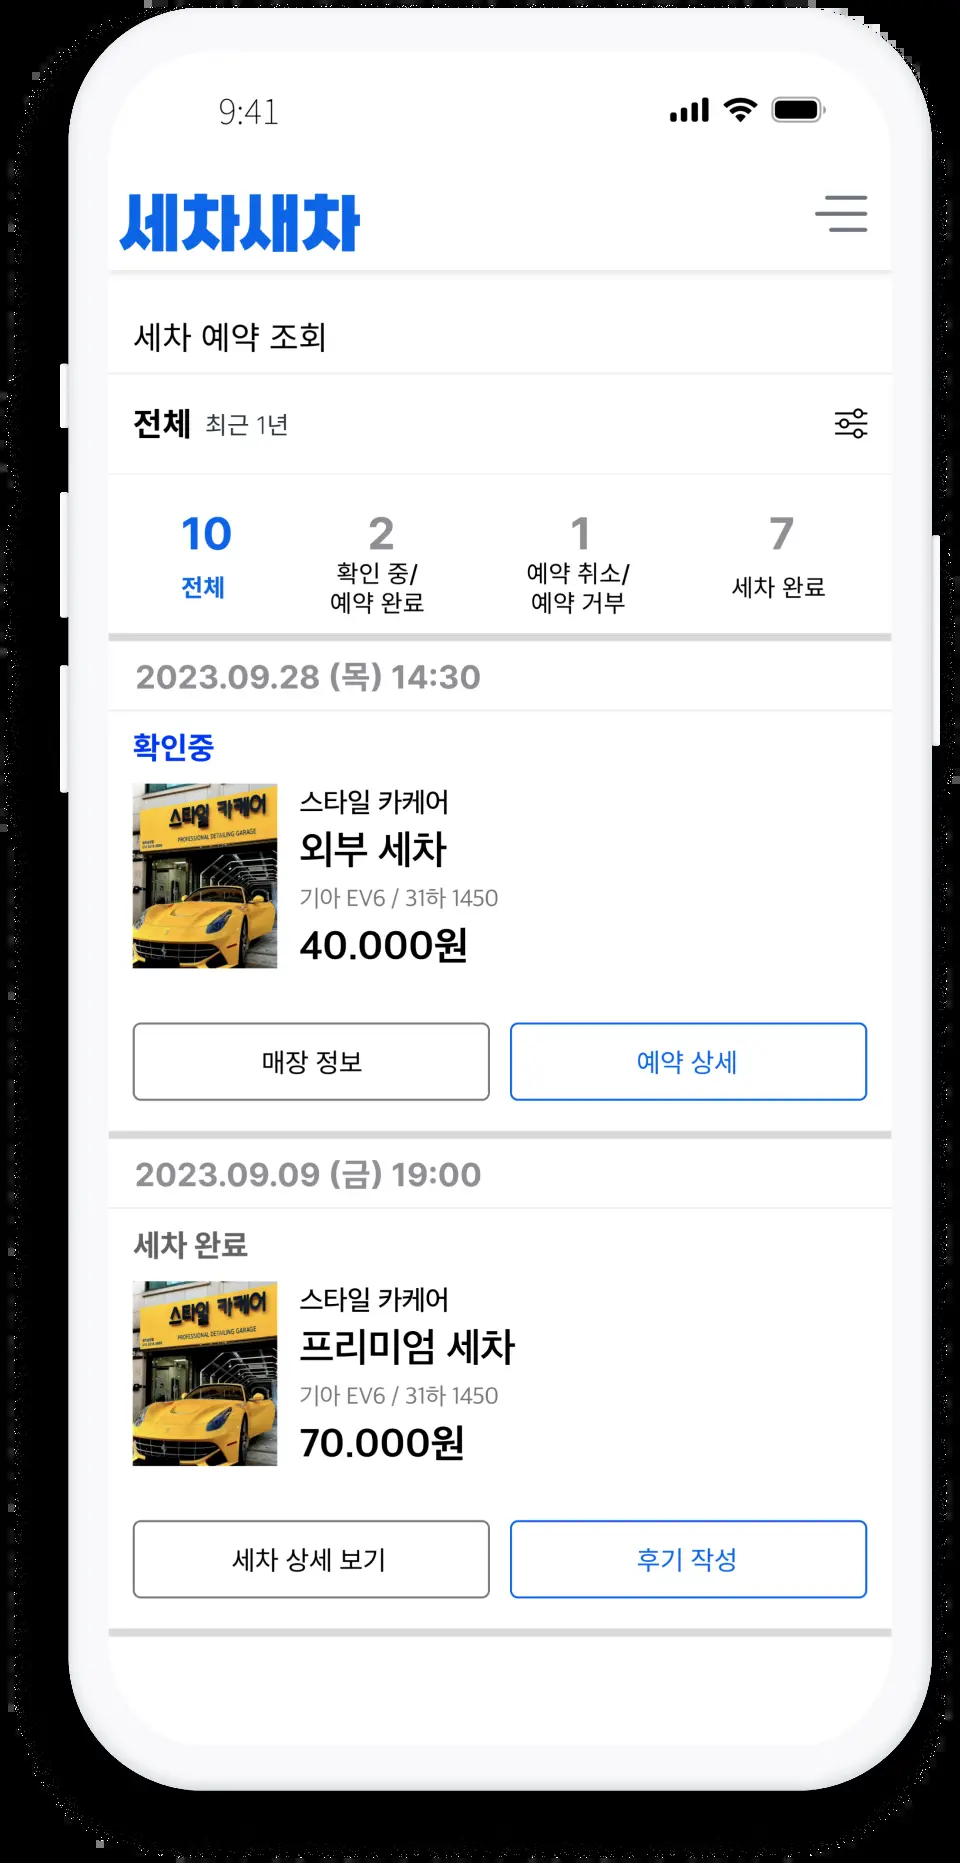 9:41
세차새차
세차 예약 조회
전체 최근 1년
10
전체
2
확인 중/
예약 완료
1
예약 취소/
예약 거부
7
세차 완료
2023.09.28 (목) 14:30
확인중
스타일 카케어
PROFESSIONAL DETAILING GARAGE
스타일 카케어
외부 세차
기아 EV6 / 31하 1450
40.000원
매장 정보
예약 상세
2023.09.09 (금) 19:00
세차 완료
스타일 카케어
PROFESSIONAL DETAILING GARAGE
스타일 카케어
프리미엄 세차
기아 EV6 / 31하 1450
70.000원
세차 상세 보기
후기 작성